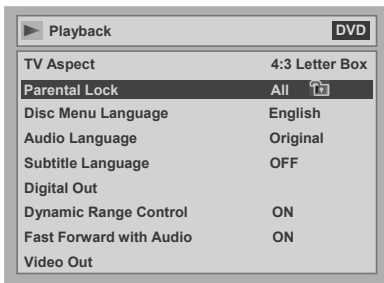 Playback DVD
TV Aspect 4:3 Letter Box
Parental Lock All
Disc Menu Language English
Audio Language Original
Subtitle Language OFF
Digital Out
Dynamic Range Control ON
Fast Forward with Audio ON
Video Out